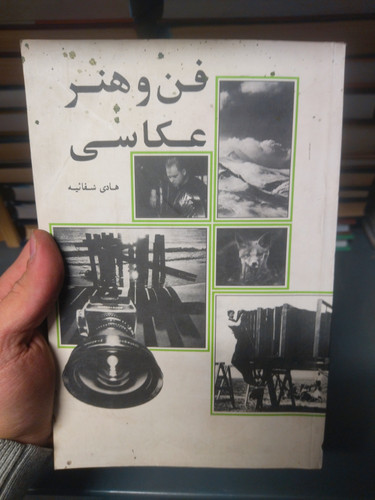 فن و هنر
عکاسی
هادی شفائیه